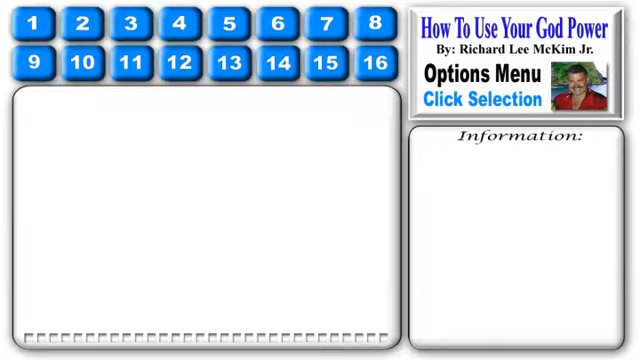 1 2 3 4 5 6 7 8
9 10 11 12 13 14 15 16
How To Use Your God Power
By: Richard Lee McKim Jr.
Options Menu
Click Selection
Information: